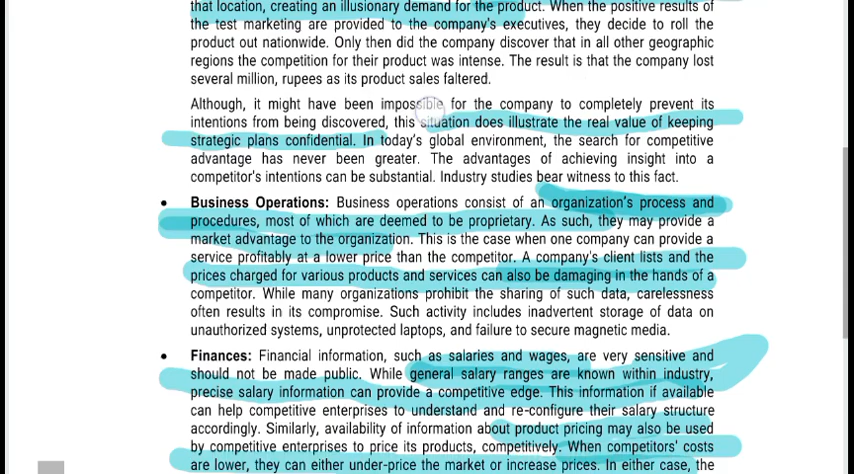 that location, creating an illusionary demand for the product. When the positive results of
the test marketing are provided to the company's executives, they decide to roll the
product out nationwide. Only then did the company discover that in all other geographic
regions the competition for their product was intense. The result is that the company lost
several million, rupees as its product sales faltered.
Although, it might have been impossible for the company to completely prevent its
intentions from being discovered, this situation does illustrate the real value of keeping
strategic plans confidential. In today's global environment, the search for competitive
advantage has never been greater. The advantages of achieving insight into a
competitor's intentions can be substantial. Industry studies bear witness to this fact.
• Business Operations: Business operations consist of an organization's process and
procedures, most of which are deemed to be proprietary. As such, they may provide a
market advantage to the organization. This is the case when one company can provide a
service profitably at a lower price than the competitor. A company's client lists and the
prices charged for various products and services can also be damaging in the hands of a
competitor. While many organizations prohibit the sharing of such data, carelessness
often results in its compromise. Such activity includes inadvertent storage of data on
unauthorized systems, unprotected laptops, and failure to secure magnetic media.
• Finances: Financial information, such as salaries and wages, are very sensitive and
should not be made public. While general salary ranges are known within industry,
precise salary information can provide a competitive edge. This information if available
can help competitive enterprises to understand and re-configure their salary structure
accordingly. Similarly, availability of information about product pricing may also be used
by competitive enterprises to price its products, competitively. When competitors' costs
are lower, they can either under-price the market or increase prices. In either case, the